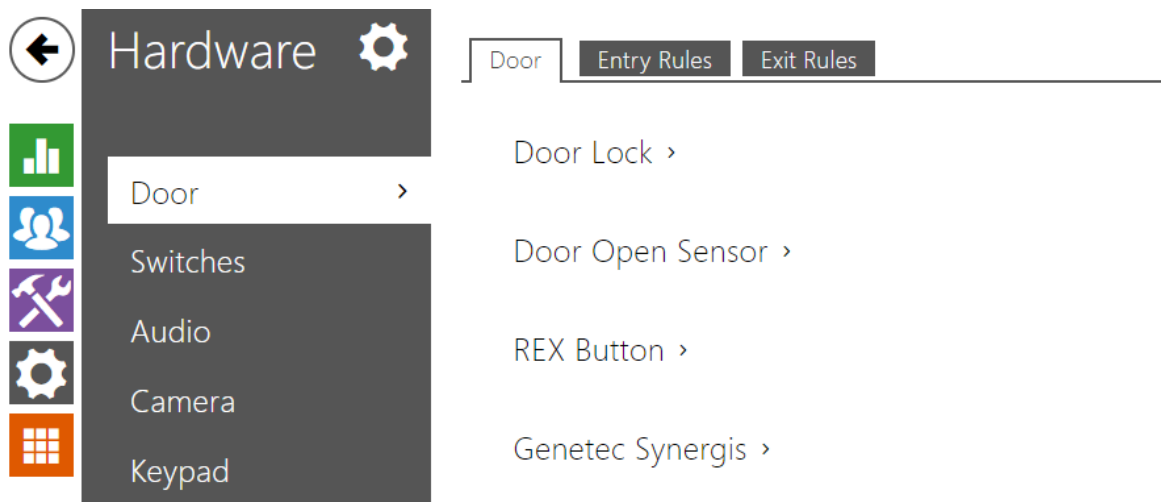 Hardware
Door
Switches
Audio
Camera
Keypad
Door
Entry Rules
Exit Rules
Door Lock ›
Door Open Sensor ›
REX Button ›
Genetec Synergis ›